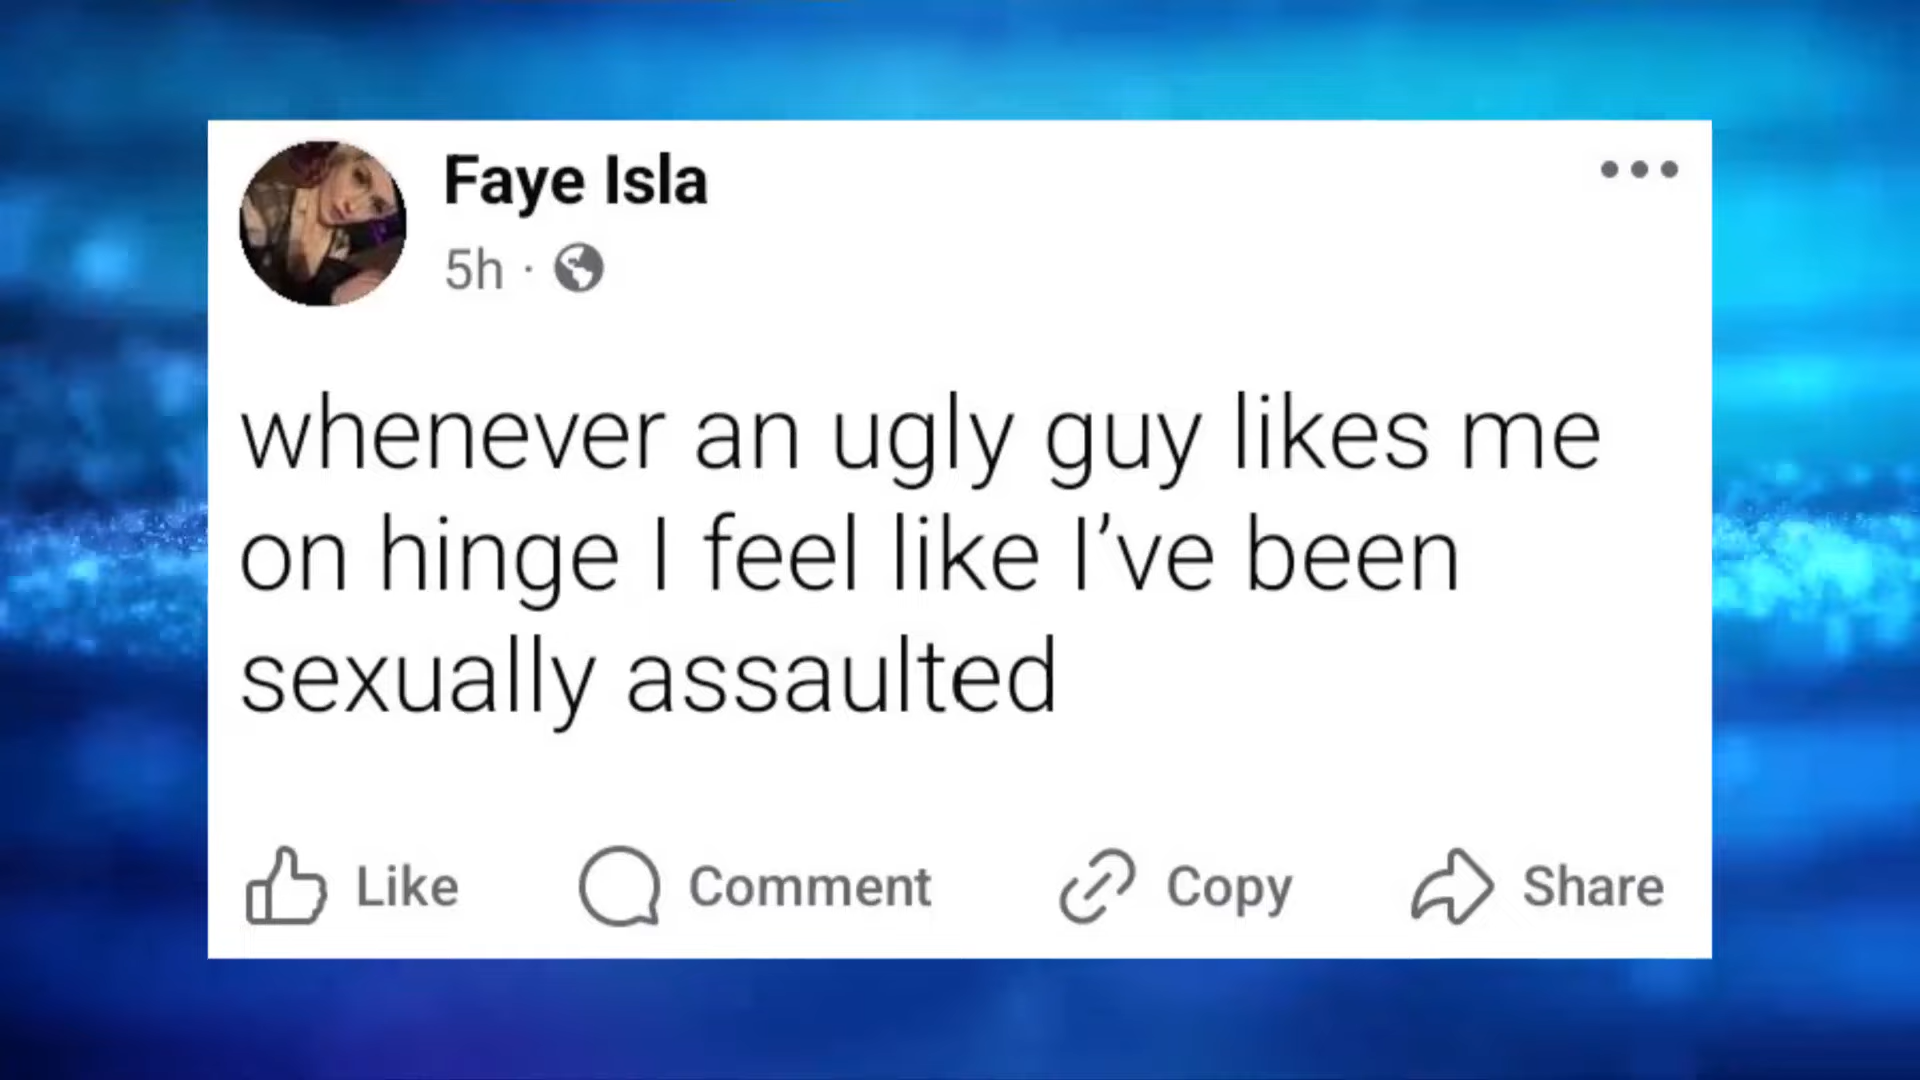 Faye Isla
5h ·
whenever an ugly guy likes me
on hinge I feel like I've been
sexually assaulted
Like Comment Copy Share